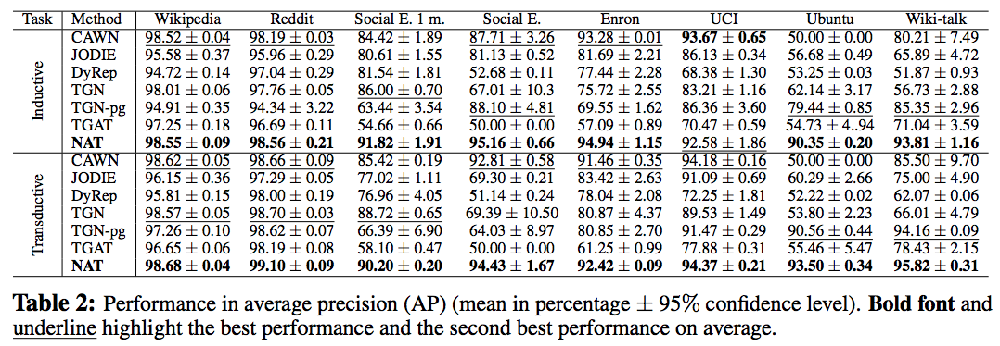 Task Method Wikipedia Reddit Social E. 1 m. Social E. Enron UCI Ubuntu Wiki-talk
Inductive
CAWN 98.52 ± 0.04 98.19 ± 0.03 84.42 ± 1.89 87.71 ± 3.26 93.28 ± 0.01 93.67 ± 0.65 50.00 ± 0.00 80.21 ± 7.49
JODIE 95.58 ± 0.37 95.96 ± 0.29 80.61 ± 1.55 81.13 ± 0.52 81.69 ± 2.21 86.13 ± 0.34 56.68 ± 0.49 65.89 ± 4.72
DyRep 94.72 ± 0.14 97.04 ± 0.29 81.54 ± 1.81 52.68 ± 0.11 77.44 ± 2.28 68.38 ± 1.30 53.25 ± 0.03 51.87 ± 0.93
TGN 98.01 ± 0.06 97.76 ± 0.05 86.00 ± 0.70 67.01 ± 10.3 75.72 ± 2.55 83.21 ± 1.16 62.14 ± 3.17 56.73 ± 2.88
TGN-pg 94.91 ± 0.35 94.34 ± 3.22 63.44 ± 3.54 88.10 ± 4.81 69.55 ± 1.62 86.36 ± 3.60 79.44 ± 0.85 85.35 ± 2.96
TGAT 97.25 ± 0.18 96.69 ± 0.11 54.66 ± 0.66 50.00 ± 0.00 57.09 ± 0.89 70.47 ± 0.59 54.73 ± 4.94 71.04 ± 3.59
NAT 98.55 ± 0.09 98.56 ± 0.21 91.82 ± 1.91 95.16 ± 0.66 94.94 ± 1.15 92.58 ± 1.86 90.35 ± 0.20 93.81 ± 1.16
Transductive
CAWN 98.62 ± 0.05 98.66 ± 0.09 85.42 ± 0.19 92.81 ± 0.58 91.46 ± 0.35 94.18 ± 0.16 50.00 ± 0.00 85.50 ± 9.70
JODIE 96.15 ± 0.36 97.29 ± 0.05 77.02 ± 1.11 69.30 ± 0.21 83.42 ± 2.63 91.09 ± 0.69 60.29 ± 2.66 75.00 ± 4.90
DyRep 95.81 ± 0.15 98.00 ± 0.19 76.96 ± 4.05 51.14 ± 0.24 78.04 ± 2.08 72.25 ± 1.81 52.22 ± 0.02 62.07 ± 0.06
TGN 98.57 ± 0.05 98.70 ± 0.03 88.72 ± 0.65 69.39 ± 10.50 80.87 ± 4.37 89.53 ± 1.49 53.80 ± 2.23 66.01 ± 4.79
TGN-pg 97.26 ± 0.10 98.62 ± 0.07 66.39 ± 6.90 64.03 ± 8.97 80.85 ± 2.70 91.47 ± 0.29 90.56 ± 0.44 94.16 ± 0.09
TGAT 96.65 ± 0.06 98.19 ± 0.08 58.10 ± 0.47 50.00 ± 0.00 61.25 ± 0.99 77.88 ± 0.31 55.46 ± 5.47 78.43 ± 2.15
NAT 98.68 ± 0.04 99.10 ± 0.09 90.20 ± 0.20 94.43 ± 1.67 92.42 ± 0.09 94.37 ± 0.21 93.50 ± 0.34 95.82 ± 0.31
Table 2: Performance in average precision (AP) (mean in percentage ± 95% confidence level). Bold font and
underline highlight the best performance and the second best performance on average.